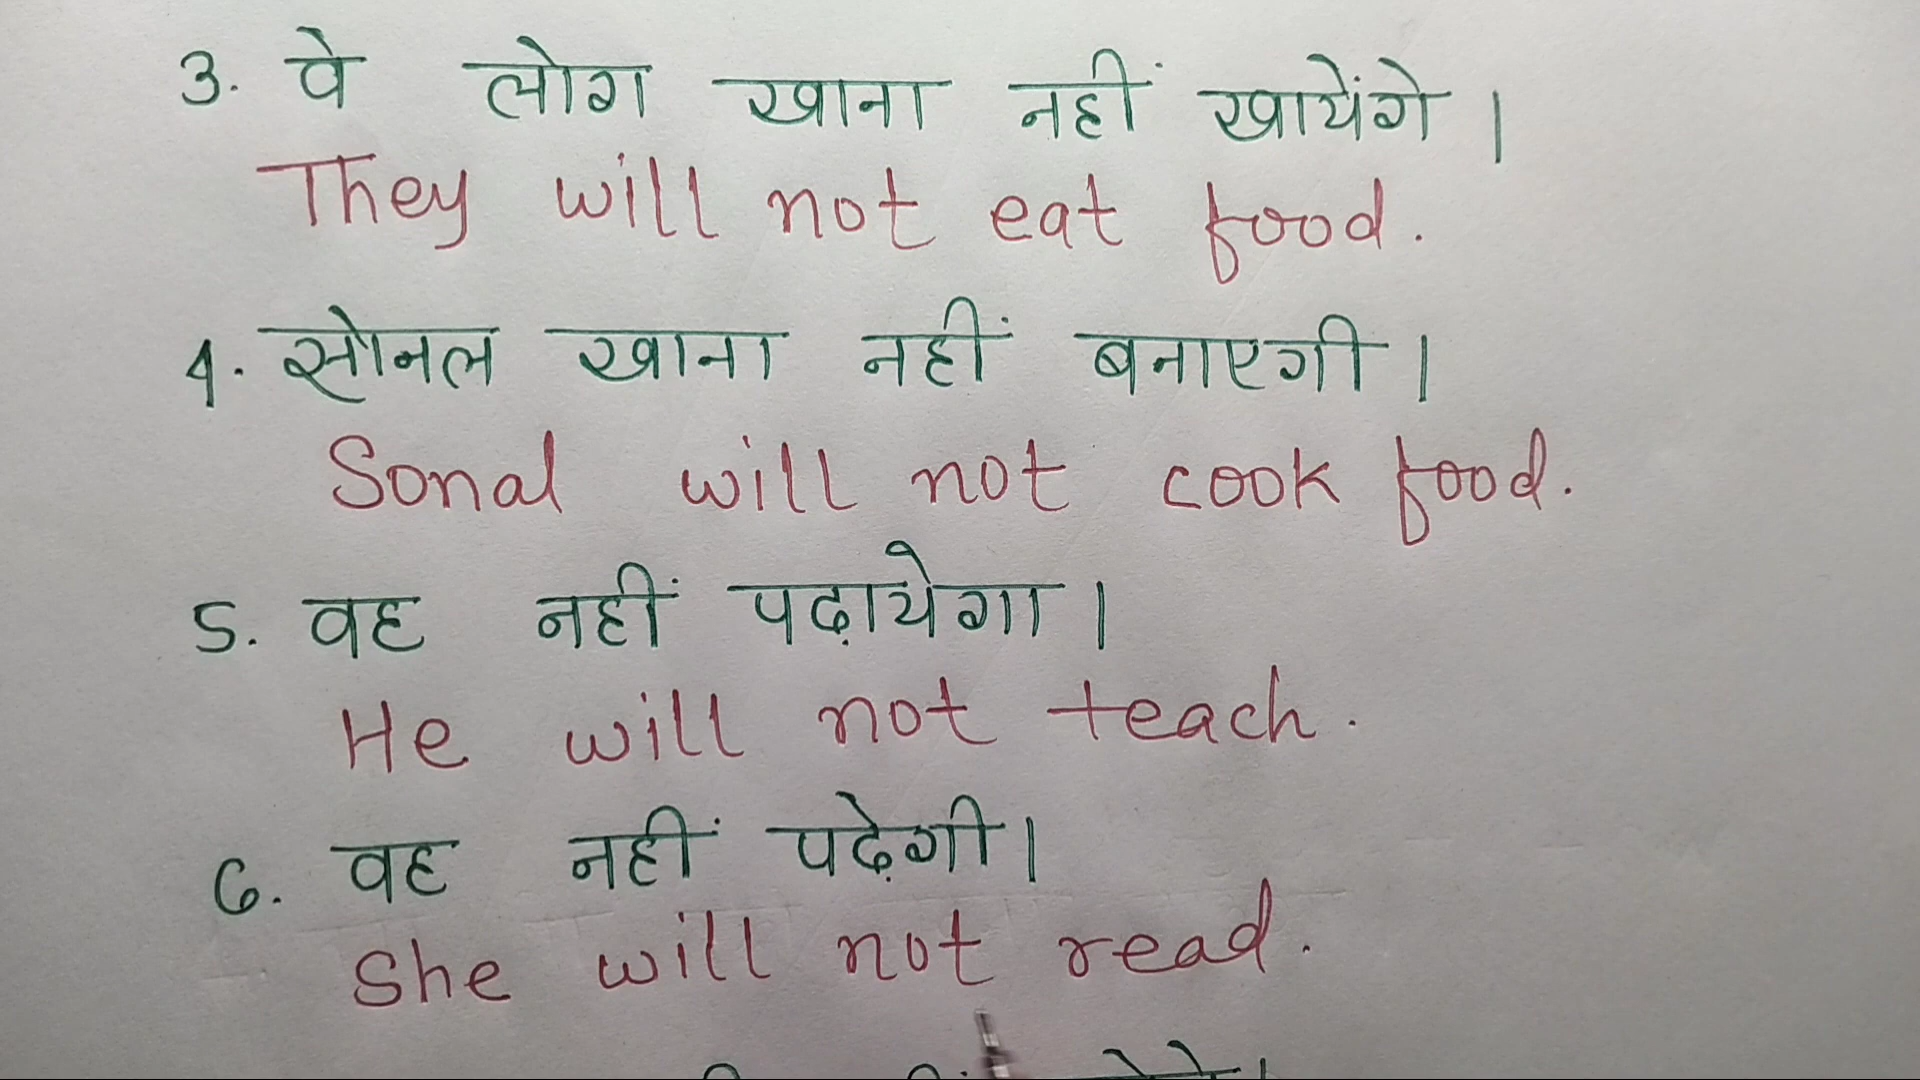 3. वे लोग खाना नहीं खायेंगे।
They will not eat food.
4. सोनल खाना नहीं बनाएगी।
Sonal will not cook food.
5. वह नहीं पढ़ायेगा।
He will not teach.
6. वह नहीं पढ़ेगी।
She will not read.